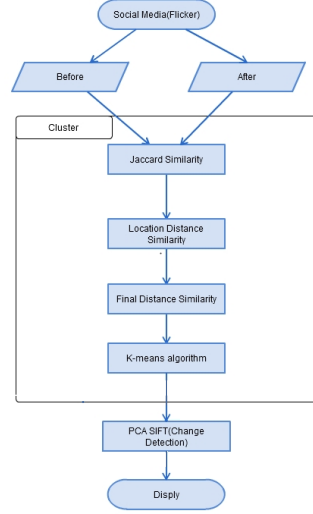 Social Media(Flicker)
Before
After
Cluster
Jaccard Similarity
Location Distance
Similarity
Final Distance Similarity
K-means algorithm
PCA SIFT(Change
Detection)
Disply